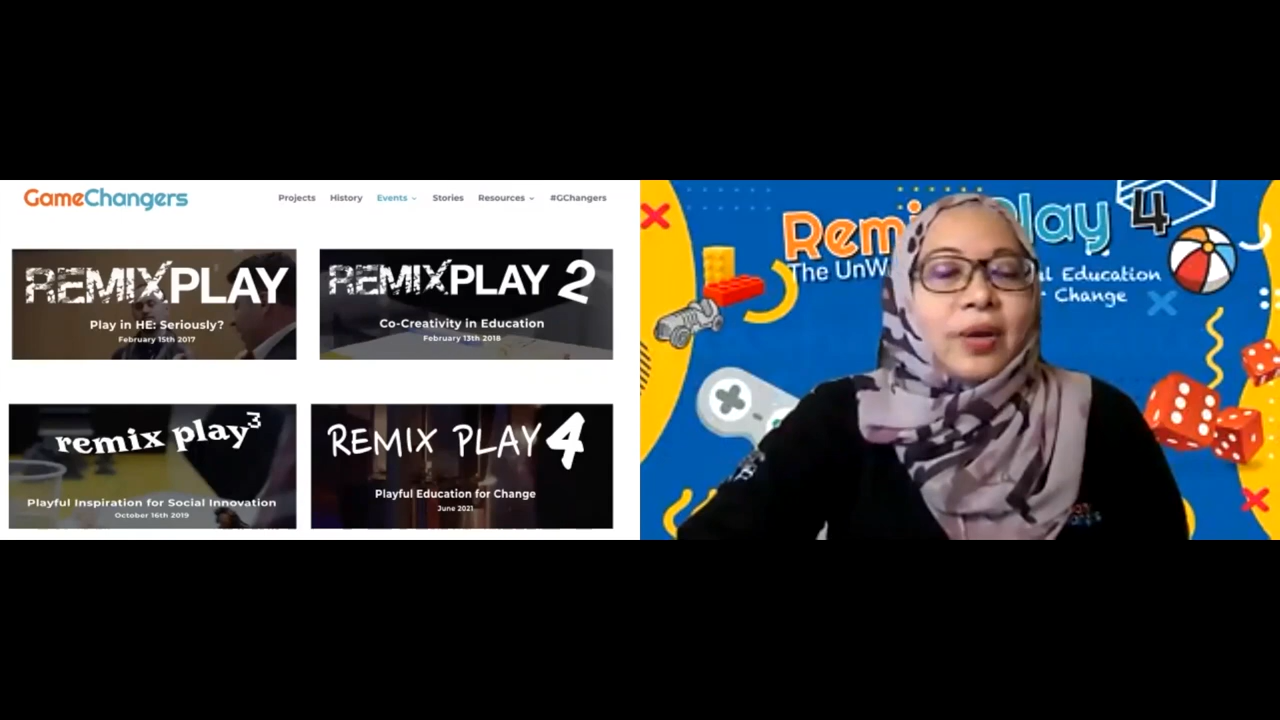 GameChangers
Projects History Events Stories Resources #GChangers
REMIXPLAY
Play in HE: Seriously?
February 15th 2017
REMIXPLAY 2
Co-Creativity in Education
February 13th 2018
remix play3
Playful Inspiration for Social Innovation
October 16th 2019
REMIX PLAY 4
Playful Education for Change
June 2021
Remi Play 4
The UnW
ul Education
Change